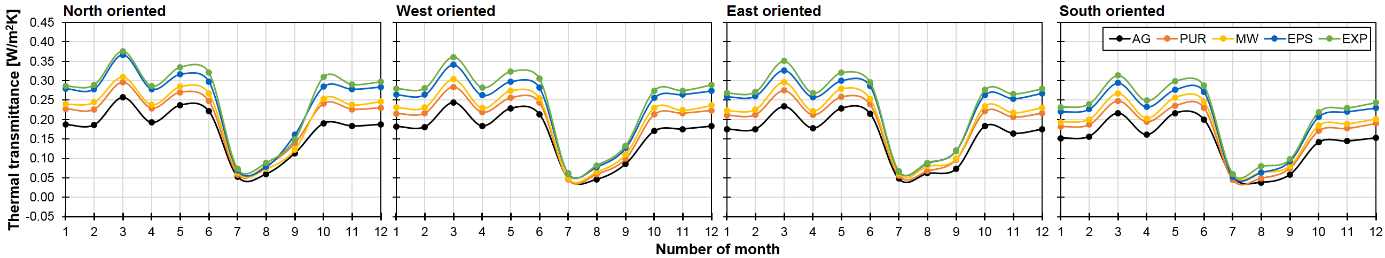 North oriented
West oriented
East oriented
South oriented
Thermal transmittance [W/m²K]
0.45
0.40
0.35
0.30
0.25
0.20
0.15
0.10
0.05
0.00
-0.05
AG PUR MW EPS EXP
1 2 3 4 5 6 7 8 9 10 11 12
1 2 3 4 5 6 7 8 9 10 11 12
1 2 3 4 5 6 7 8 9 10 11 12
1 2 3 4 5 6 7 8 9 10 11 12
Number of month